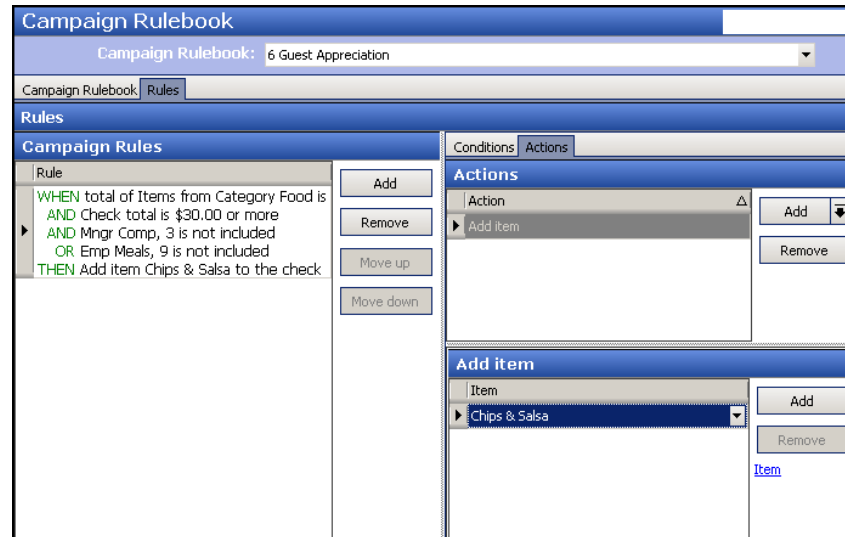 Campaign Rulebook
Campaign Rulebook: 6 Guest Appreciation
Campaign Rulebook Rules
Rules
Campaign Rules
Rule
WHEN total of Items from Category Food is
AND Check total is $30.00 or more
AND Mngr Comp, 3 is not included
OR Emp Meals, 9 is not included
THEN Add item Chips & Salsa to the check
Add
Remove
Move up
Move down
Conditions Actions
Actions
Action
Add item
Add
Remove
Add item
Item
Chips & Salsa
Add
Remove
Item